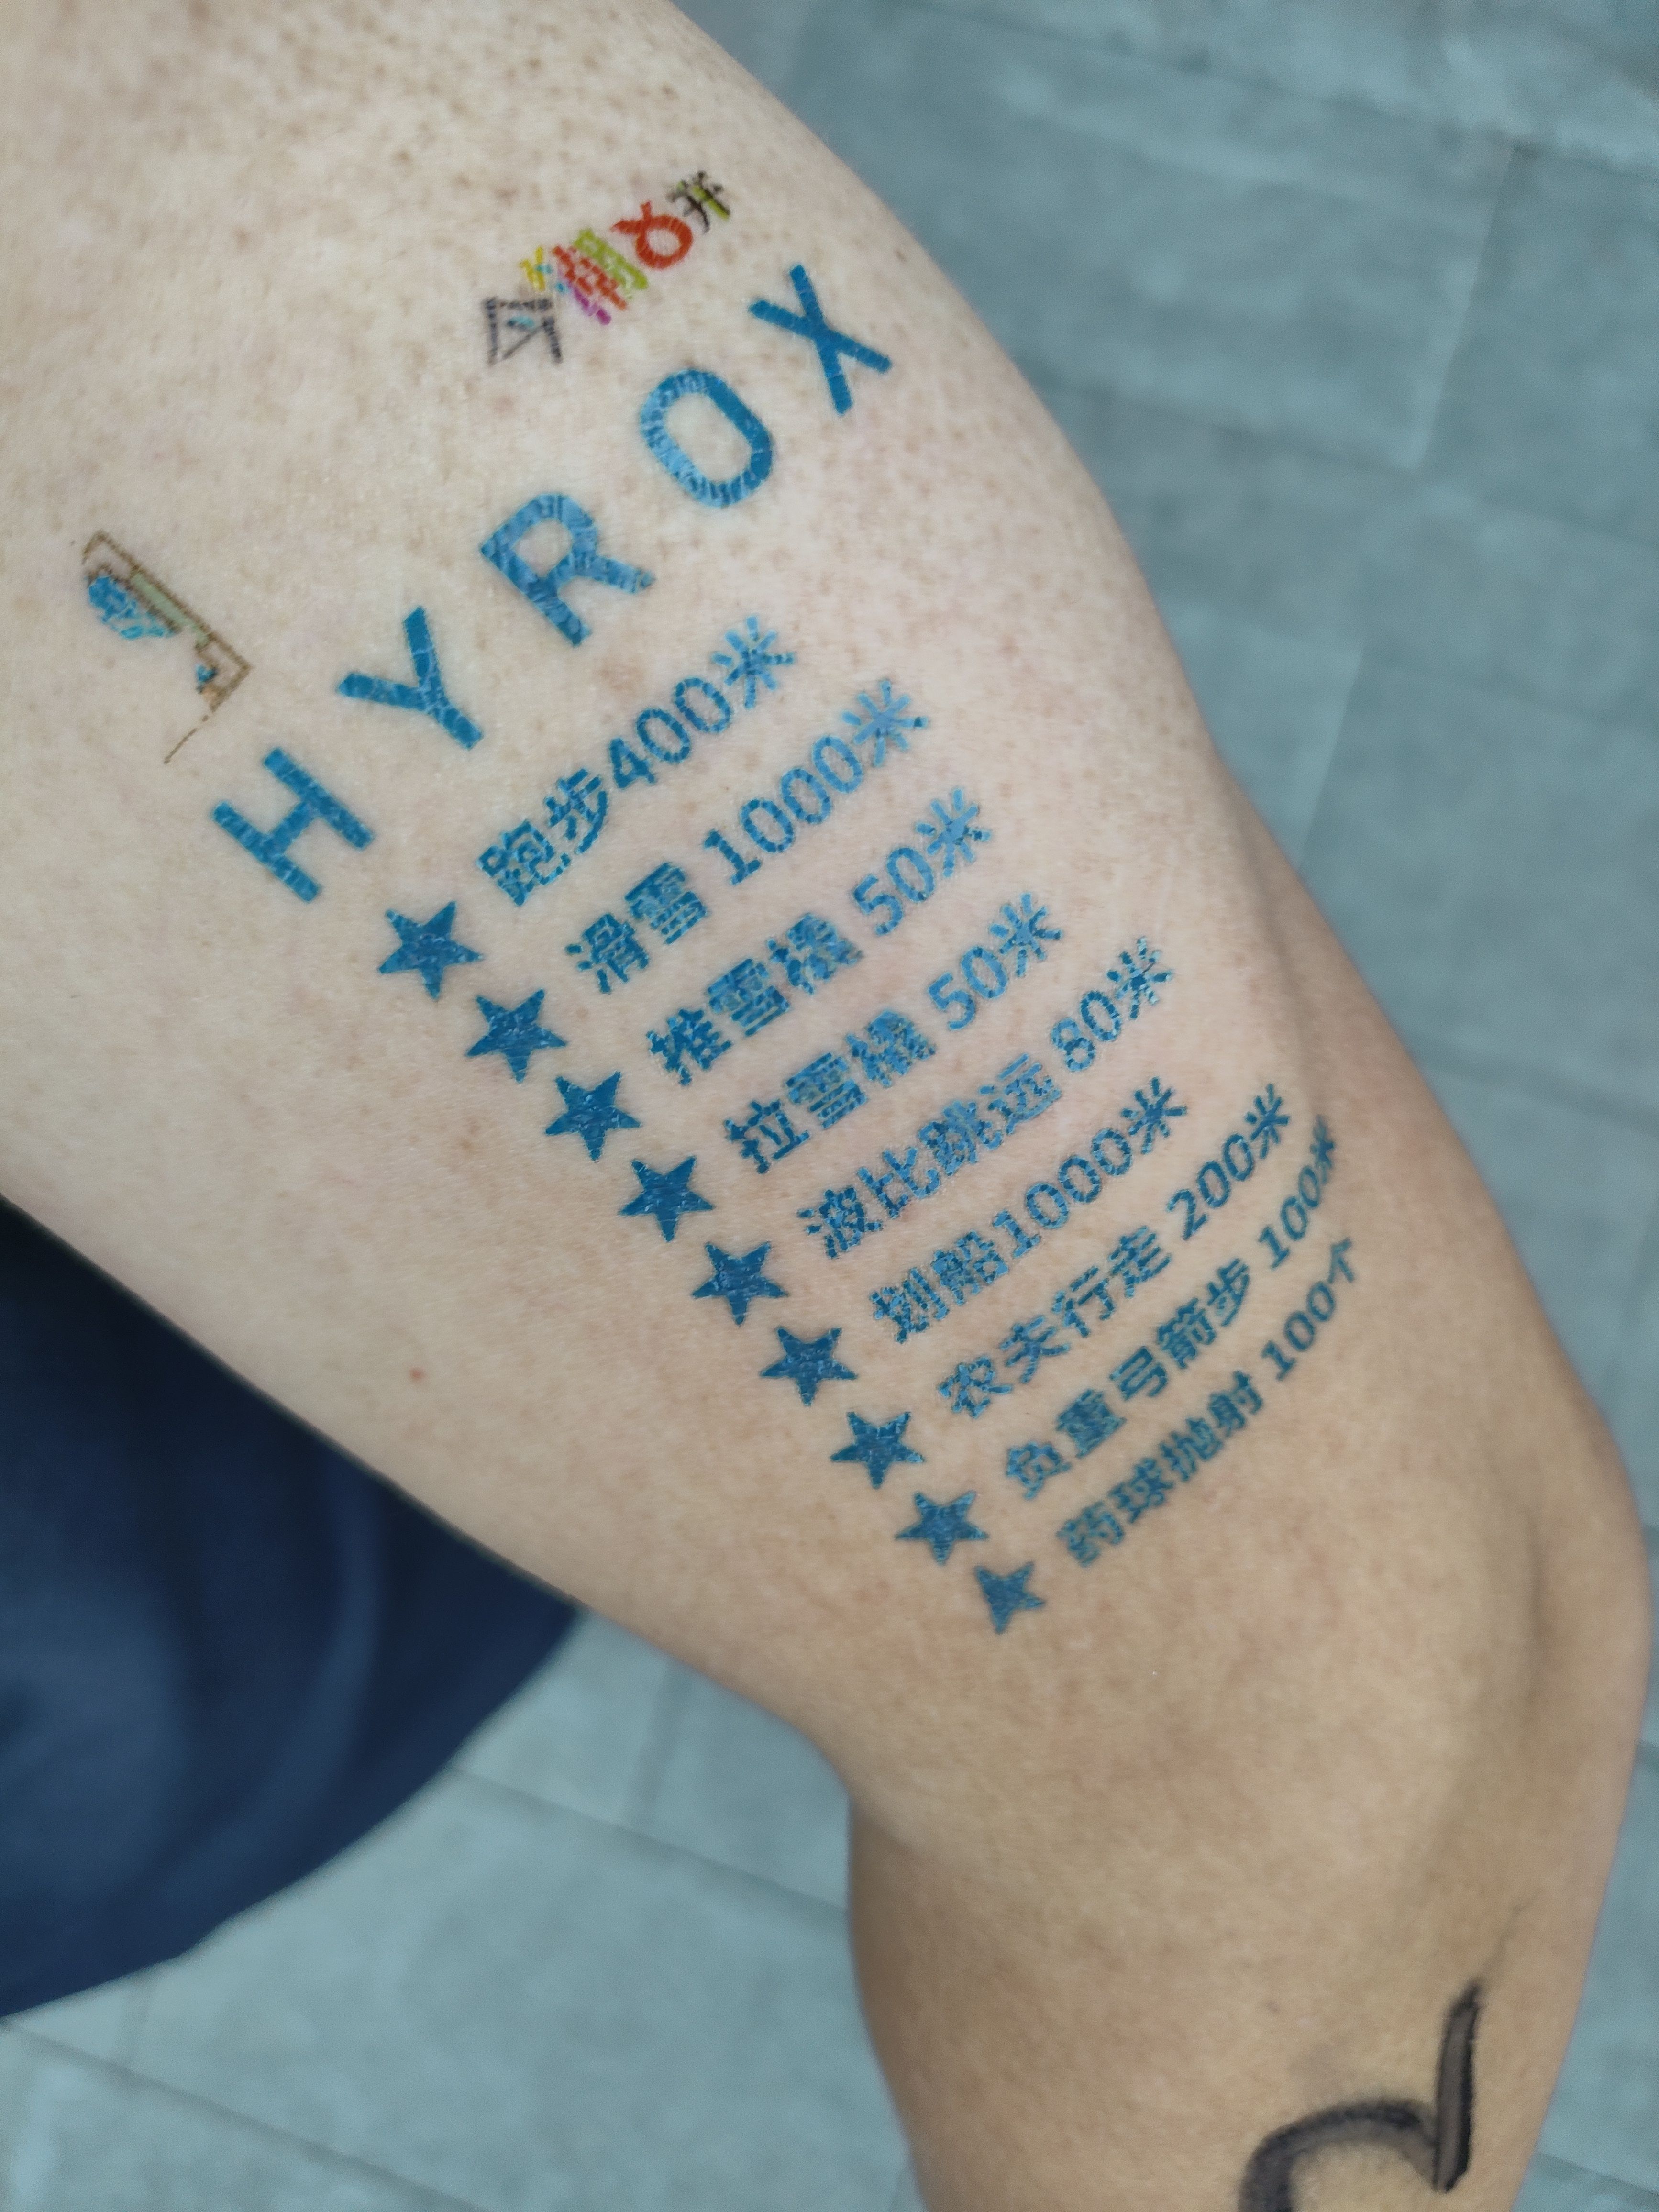 HYROX
跑步400米
滑雪 1000米
推雪橇 50米
拉雪橇 50米
波比跳远 80米
划船1000米
农夫行走 200米
负重弓箭步 100米
药球抛射 100个